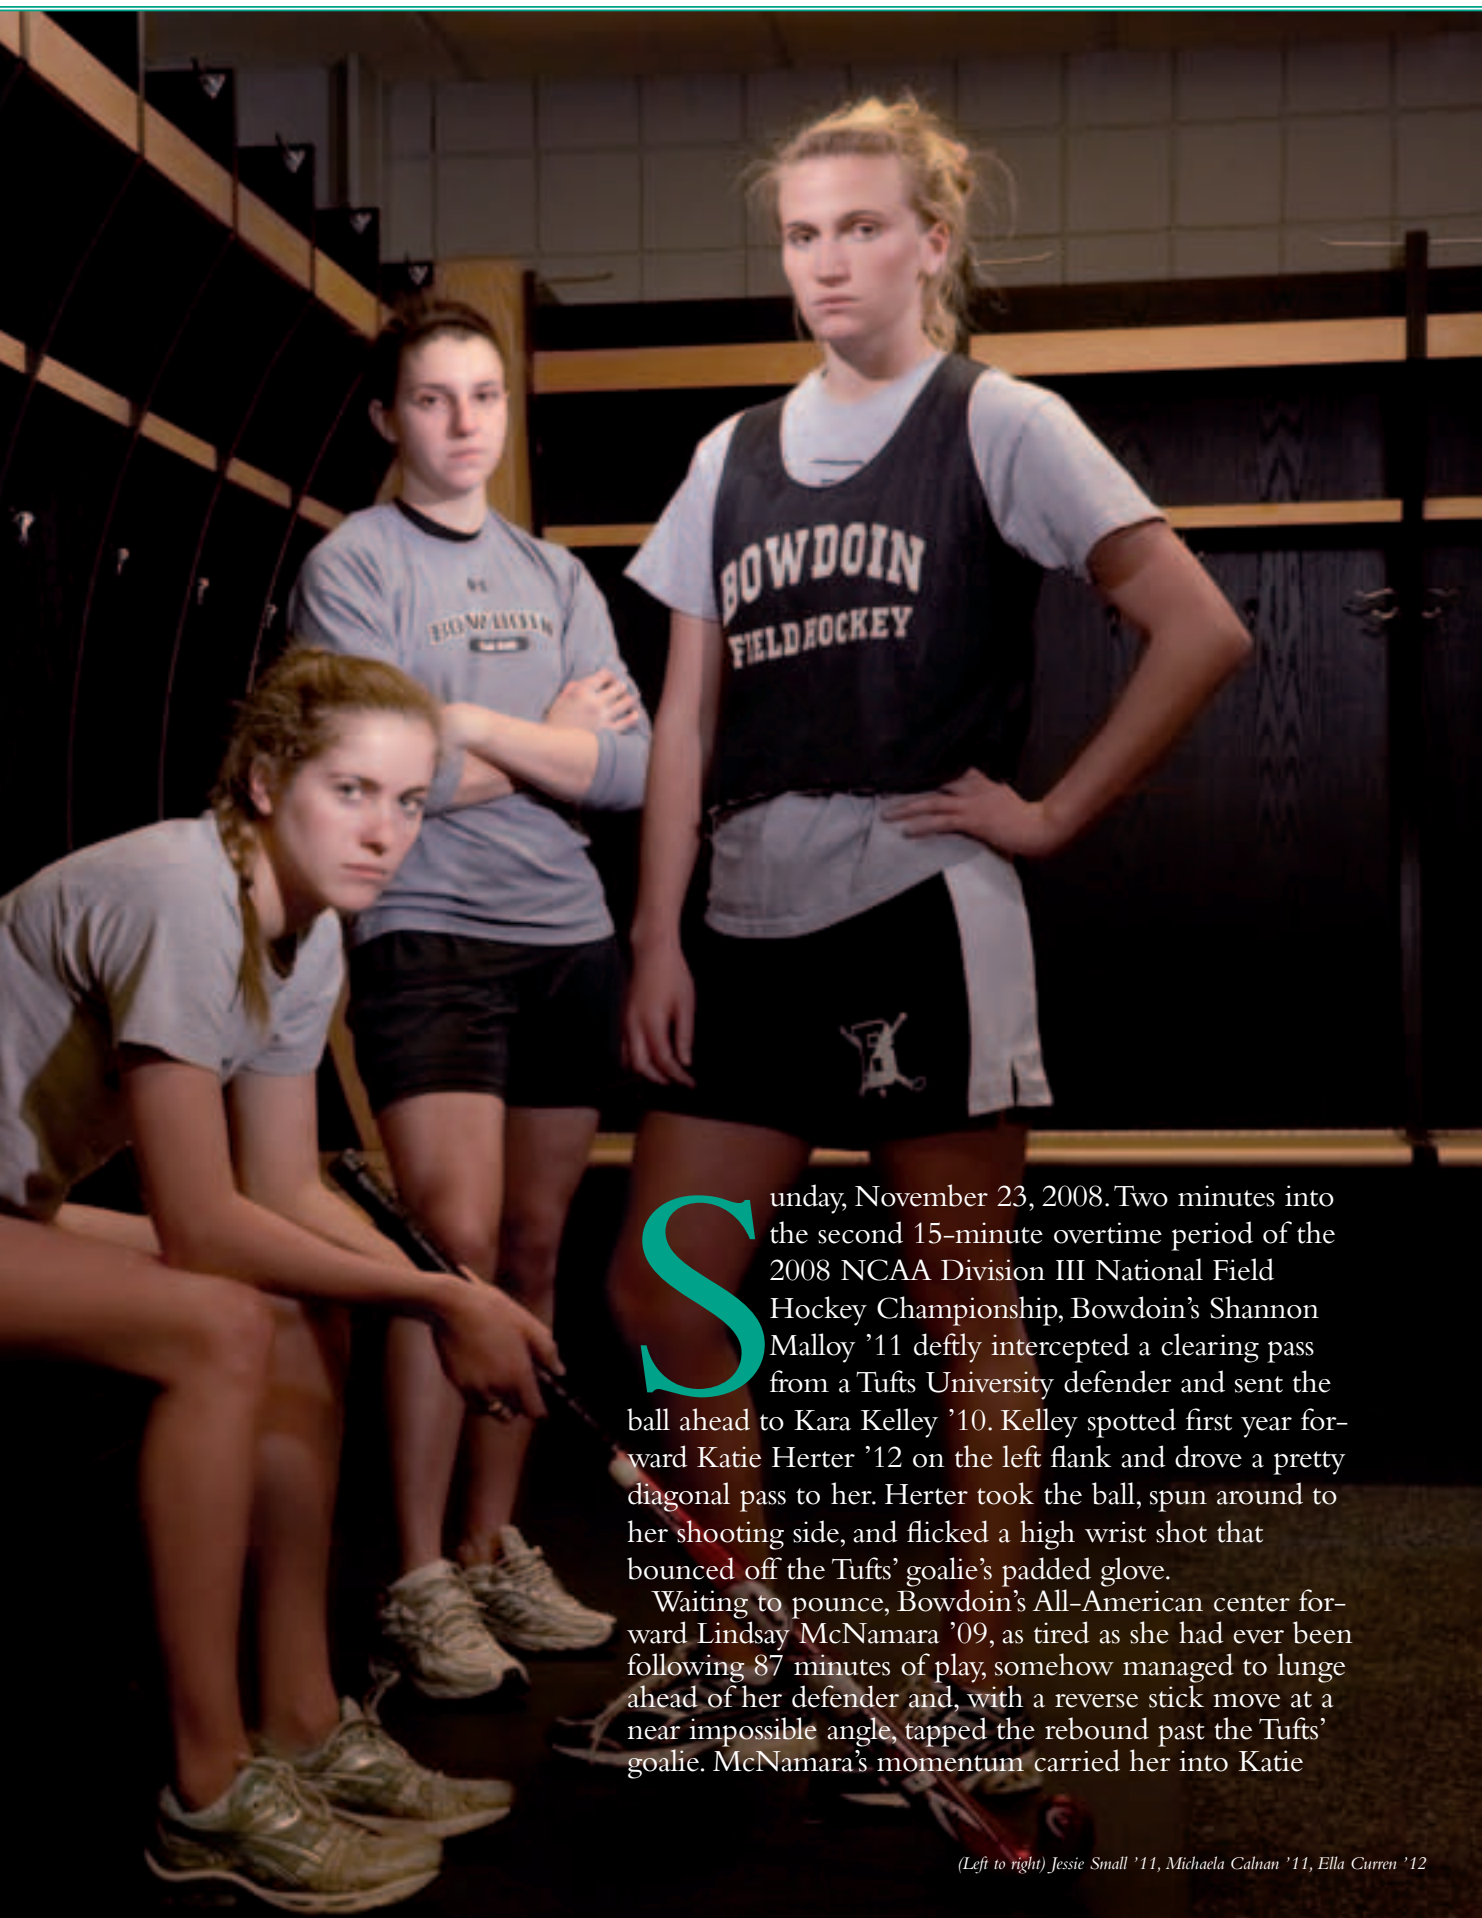 BOWDOIN
FIELD HOCKEY
BOWDOIN
Sunday, November 23, 2008. Two minutes into
the second 15-minute overtime period of the
2008 NCAA Division III National Field
Hockey Championship, Bowdoin’s Shannon
Malloy ’11 deftly intercepted a clearing pass
from a Tufts University defender and sent the
ball ahead to Kara Kelley ’10. Kelley spotted first year for-
ward Katie Herter ’12 on the left flank and drove a pretty
diagonal pass to her. Herter took the ball, spun around to
her shooting side, and flicked a high wrist shot that
bounced off the Tufts’ goalie’s padded glove.
Waiting to pounce, Bowdoin’s All-American center for-
ward Lindsay McNamara ’09, as tired as she had ever been
following 87 minutes of play, somehow managed to lunge
ahead of her defender and, with a reverse stick move at a
near impossible angle, tapped the rebound past the Tufts’
goalie. McNamara’s momentum carried her into Katie
(Left to right) Jessie Small ’11, Michaela Calnan ’11, Ella Curren ’12